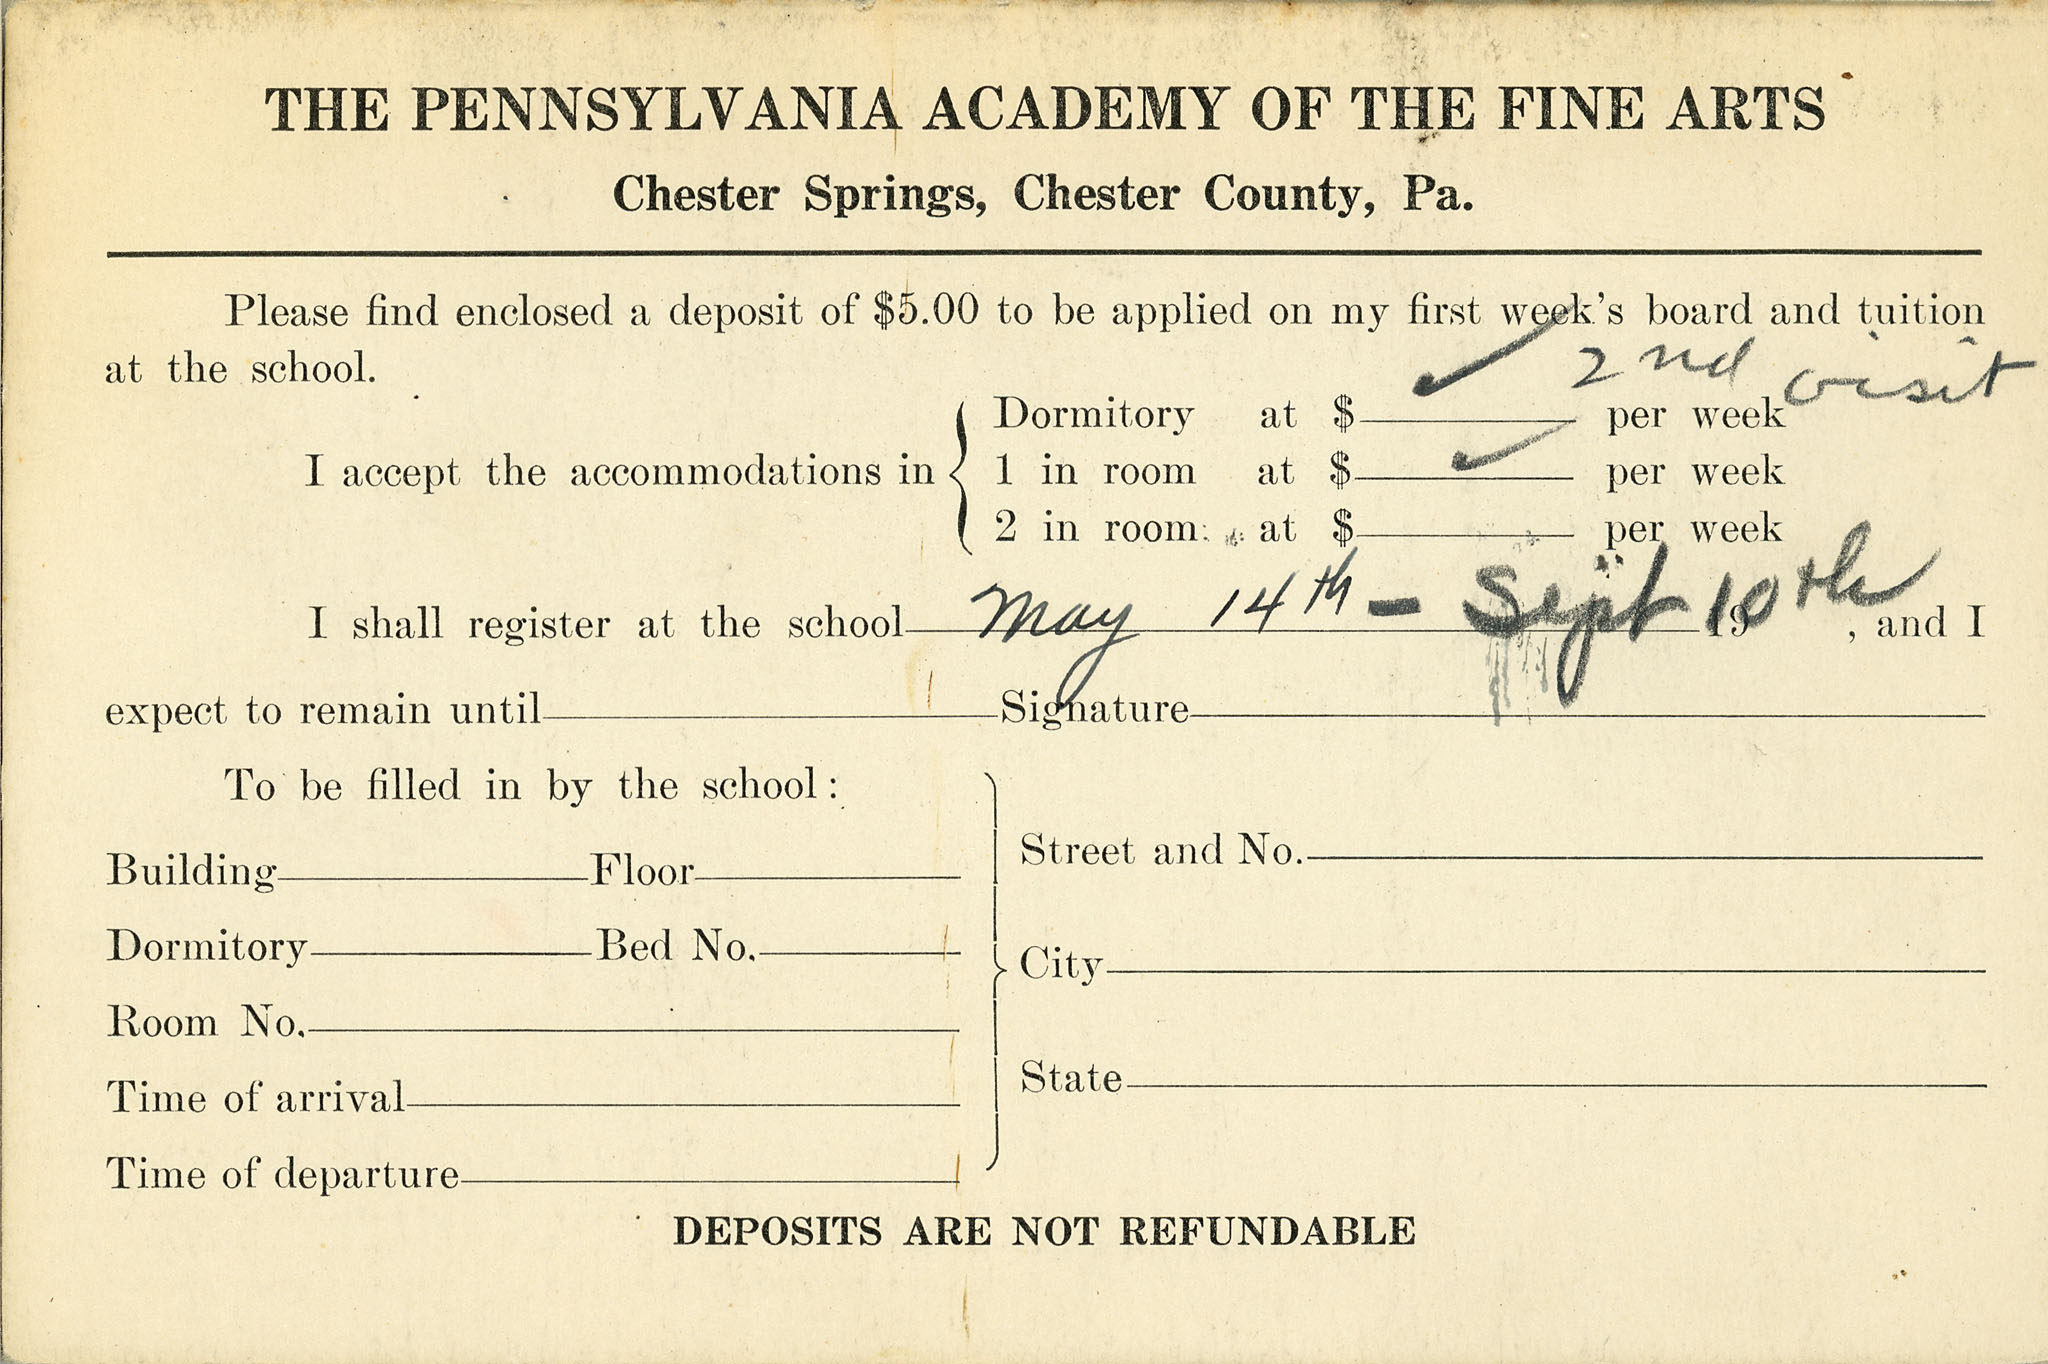 THE PENNSYLVANIA ACADEMY OF THE FINE ARTS
Chester Springs, Chester County, Pa.
Please find enclosed a deposit of $5.00 to be applied on my first week's board and tuition
at the school.
2nd visit
Dormitory at $ per week
I accept the accommodations in 1 in room at $ per week
2 in room at $ per week
I shall register at the school May 14th - Sept 10th 19 , and I
expect to remain until Signature
To be filled in by the school:
Building Floor
Street and No.
Dormitory Bed No.
City
Room No.
State
Time of arrival
Time of departure
DEPOSITS ARE NOT REFUNDABLE